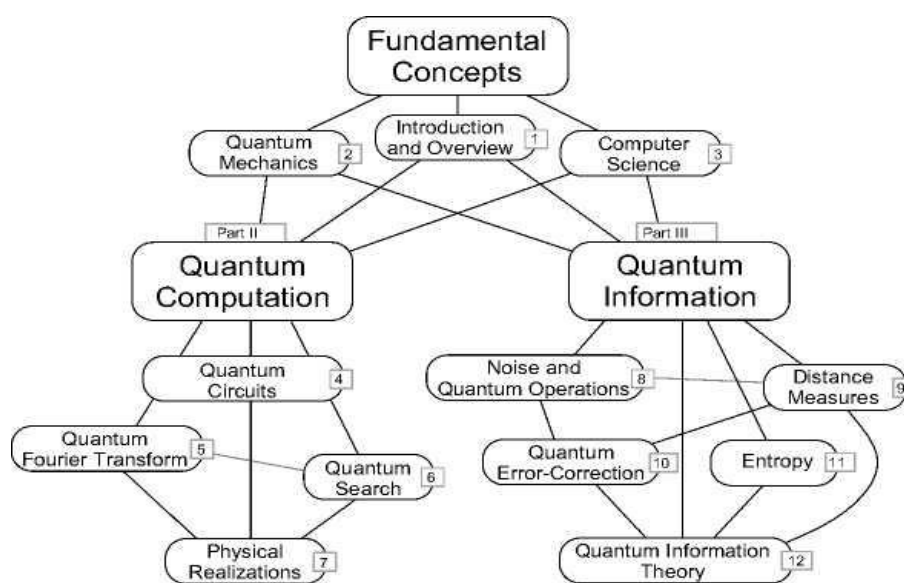 Fundamental
Concepts
Quantum
Mechanics
2
Introduction
and Overview
1
Computer
Science
3
Part II
Quantum
Computation
Part III
Quantum
Information
Quantum
Circuits
4
Noise and
Quantum Operations
8
Distance
Measures
9
Quantum
Fourier Transform
5
Quantum
Search
6
Quantum
Error-Correction
10
Entropy
11
Physical
Realizations
7
Quantum Information
Theory
12